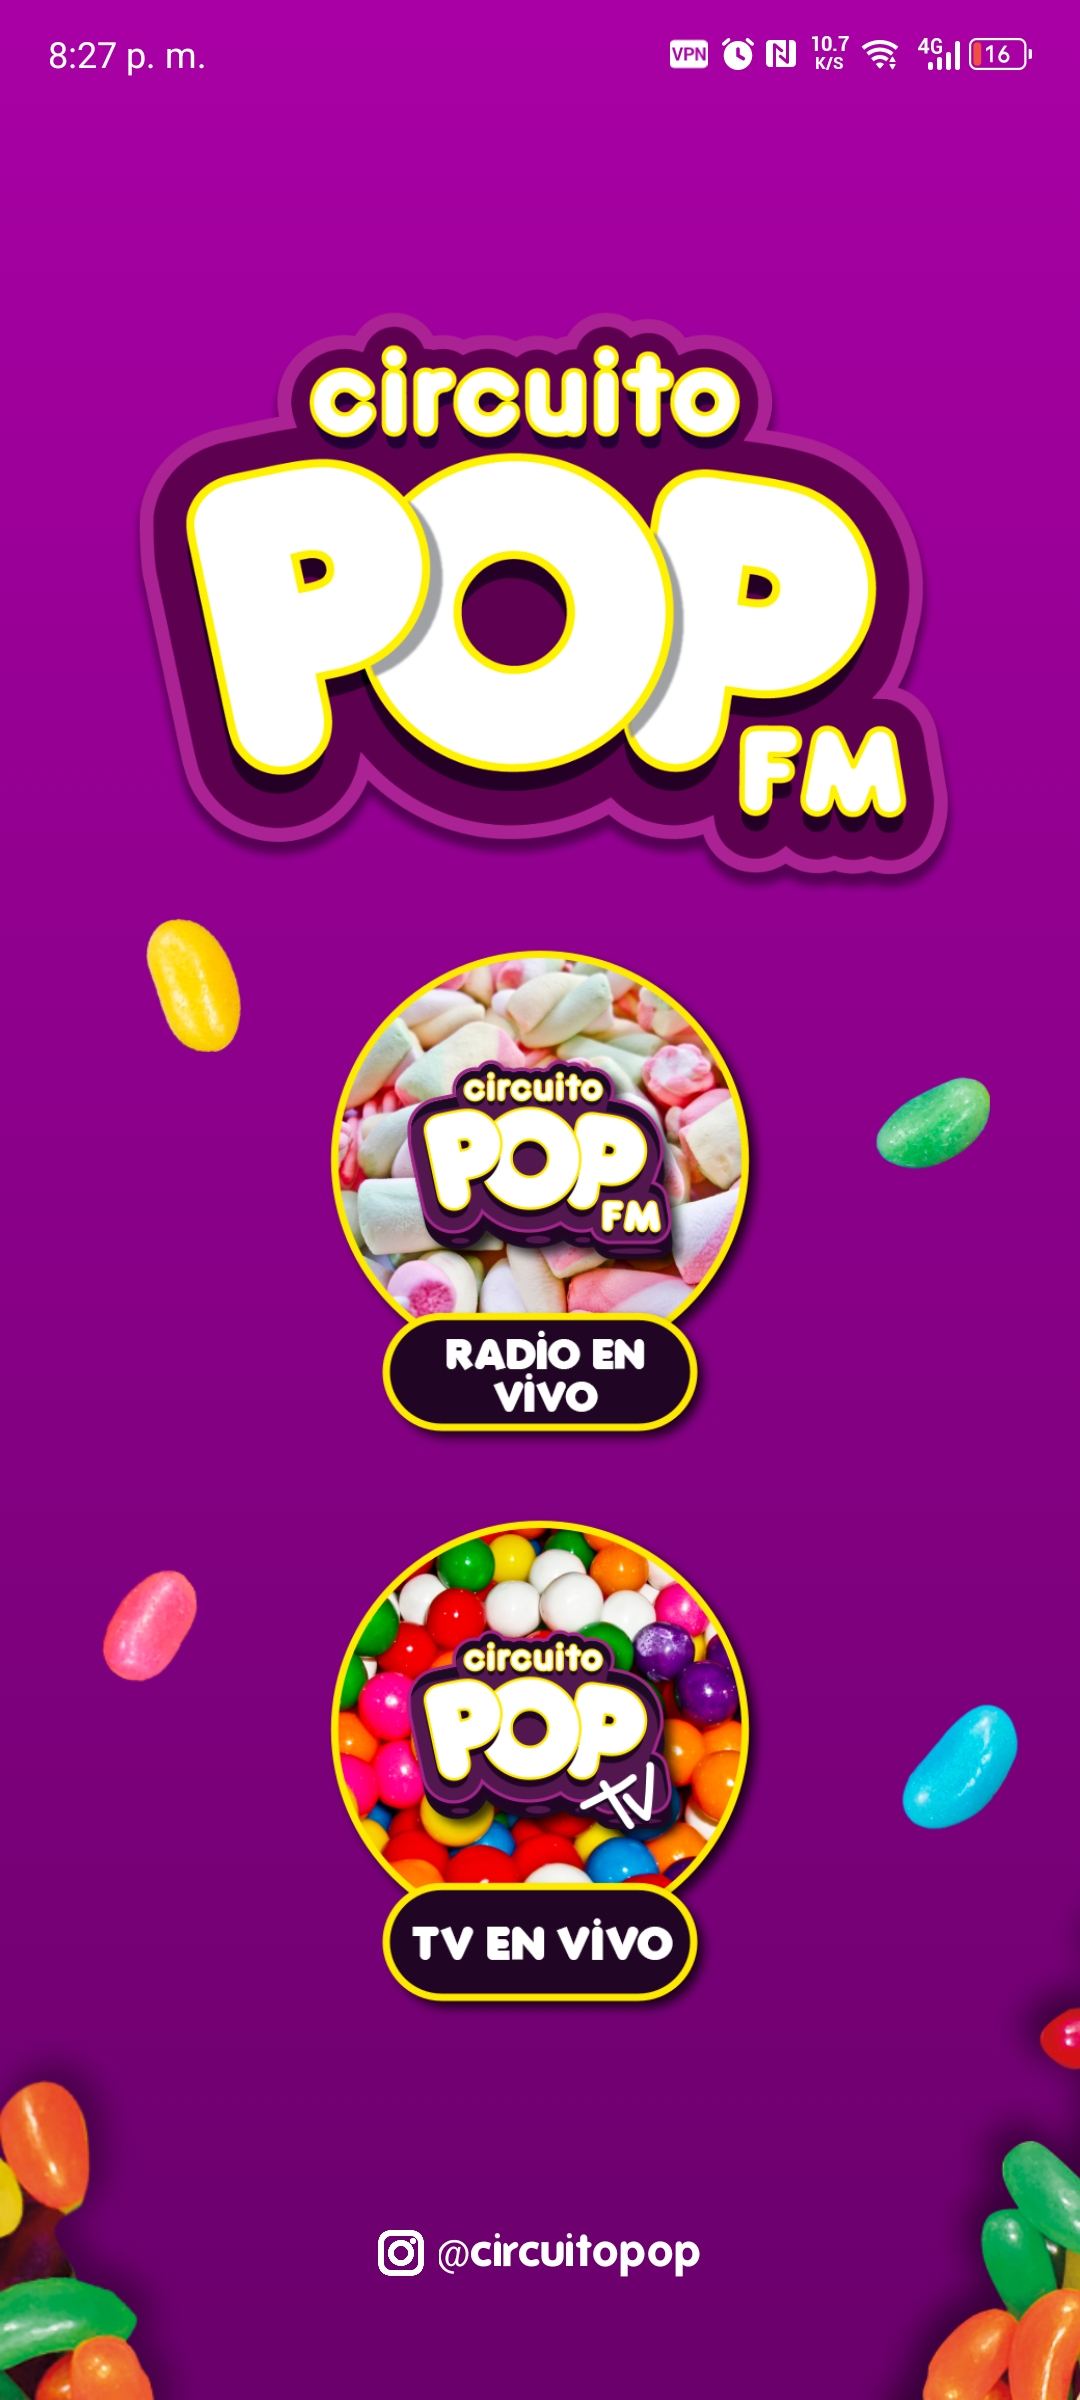 8:27 p. m.
VPN
10.7
K/S
4G
16
circuito
POP
FM
circuito
POP
FM
RADIO EN
VIVO
circuito
POP
TV
TV EN VIVO
@circuitopop